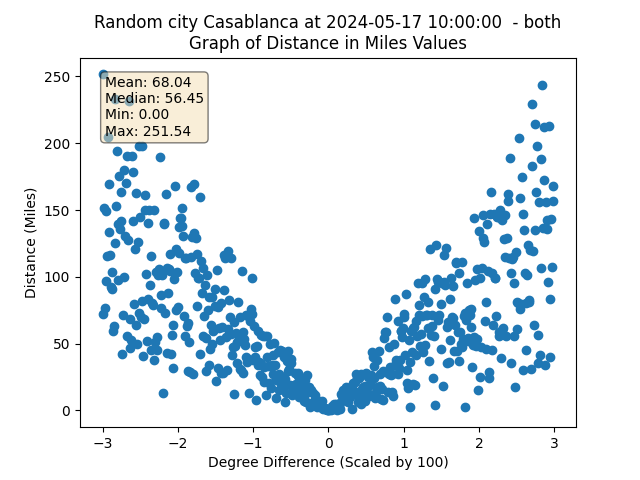 Random city Casablanca at 2024-05-17 10:00:00  - both
Graph of Distance in Miles Values
Mean: 68.04
Median: 56.45
Min: 0.00
Max: 251.54
Distance (Miles)
250
200
150
100
50
0
−3 −2 −1 0 1 2 3
Degree Difference (Scaled by 100)